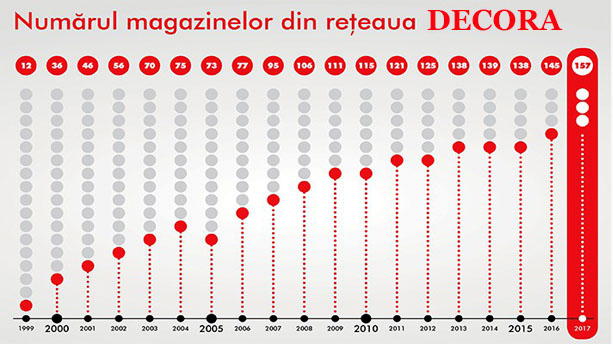 Numărul magazinelor din rețeaua DECORA
12 36 46 56 70 75 73 77 95 106 111 115 121 125 138 139 138 145 157
1999 2000 2001 2002 2003 2004 2005 2006 2007 2008 2009 2010 2011 2012 2013 2014 2015 2016 2017